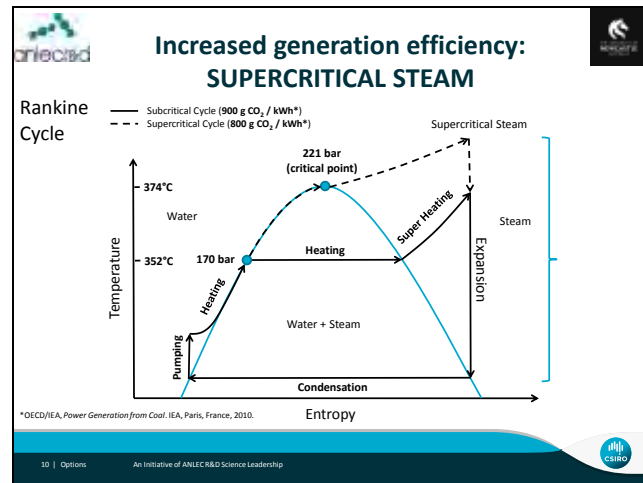 anlecr&d
Increased generation efficiency:
SUPERCRITICAL STEAM
Rankine
Cycle
Subcritical Cycle (900 g CO₂ / kWh*)
Supercritical Cycle (800 g CO₂ / kWh*)
Supercritical Steam
221 bar
(critical point)
374°C
Water
Super Heating
Steam
Temperature
352°C
170 bar
Heating
Heating
Expansion
Water + Steam
Pumping
Condensation
Entropy
*OECD/IEA, Power Generation from Coal. IEA, Paris, France, 2010.
10 | Options
An Initiative of ANLEC R&D Science Leadership
CSIRO